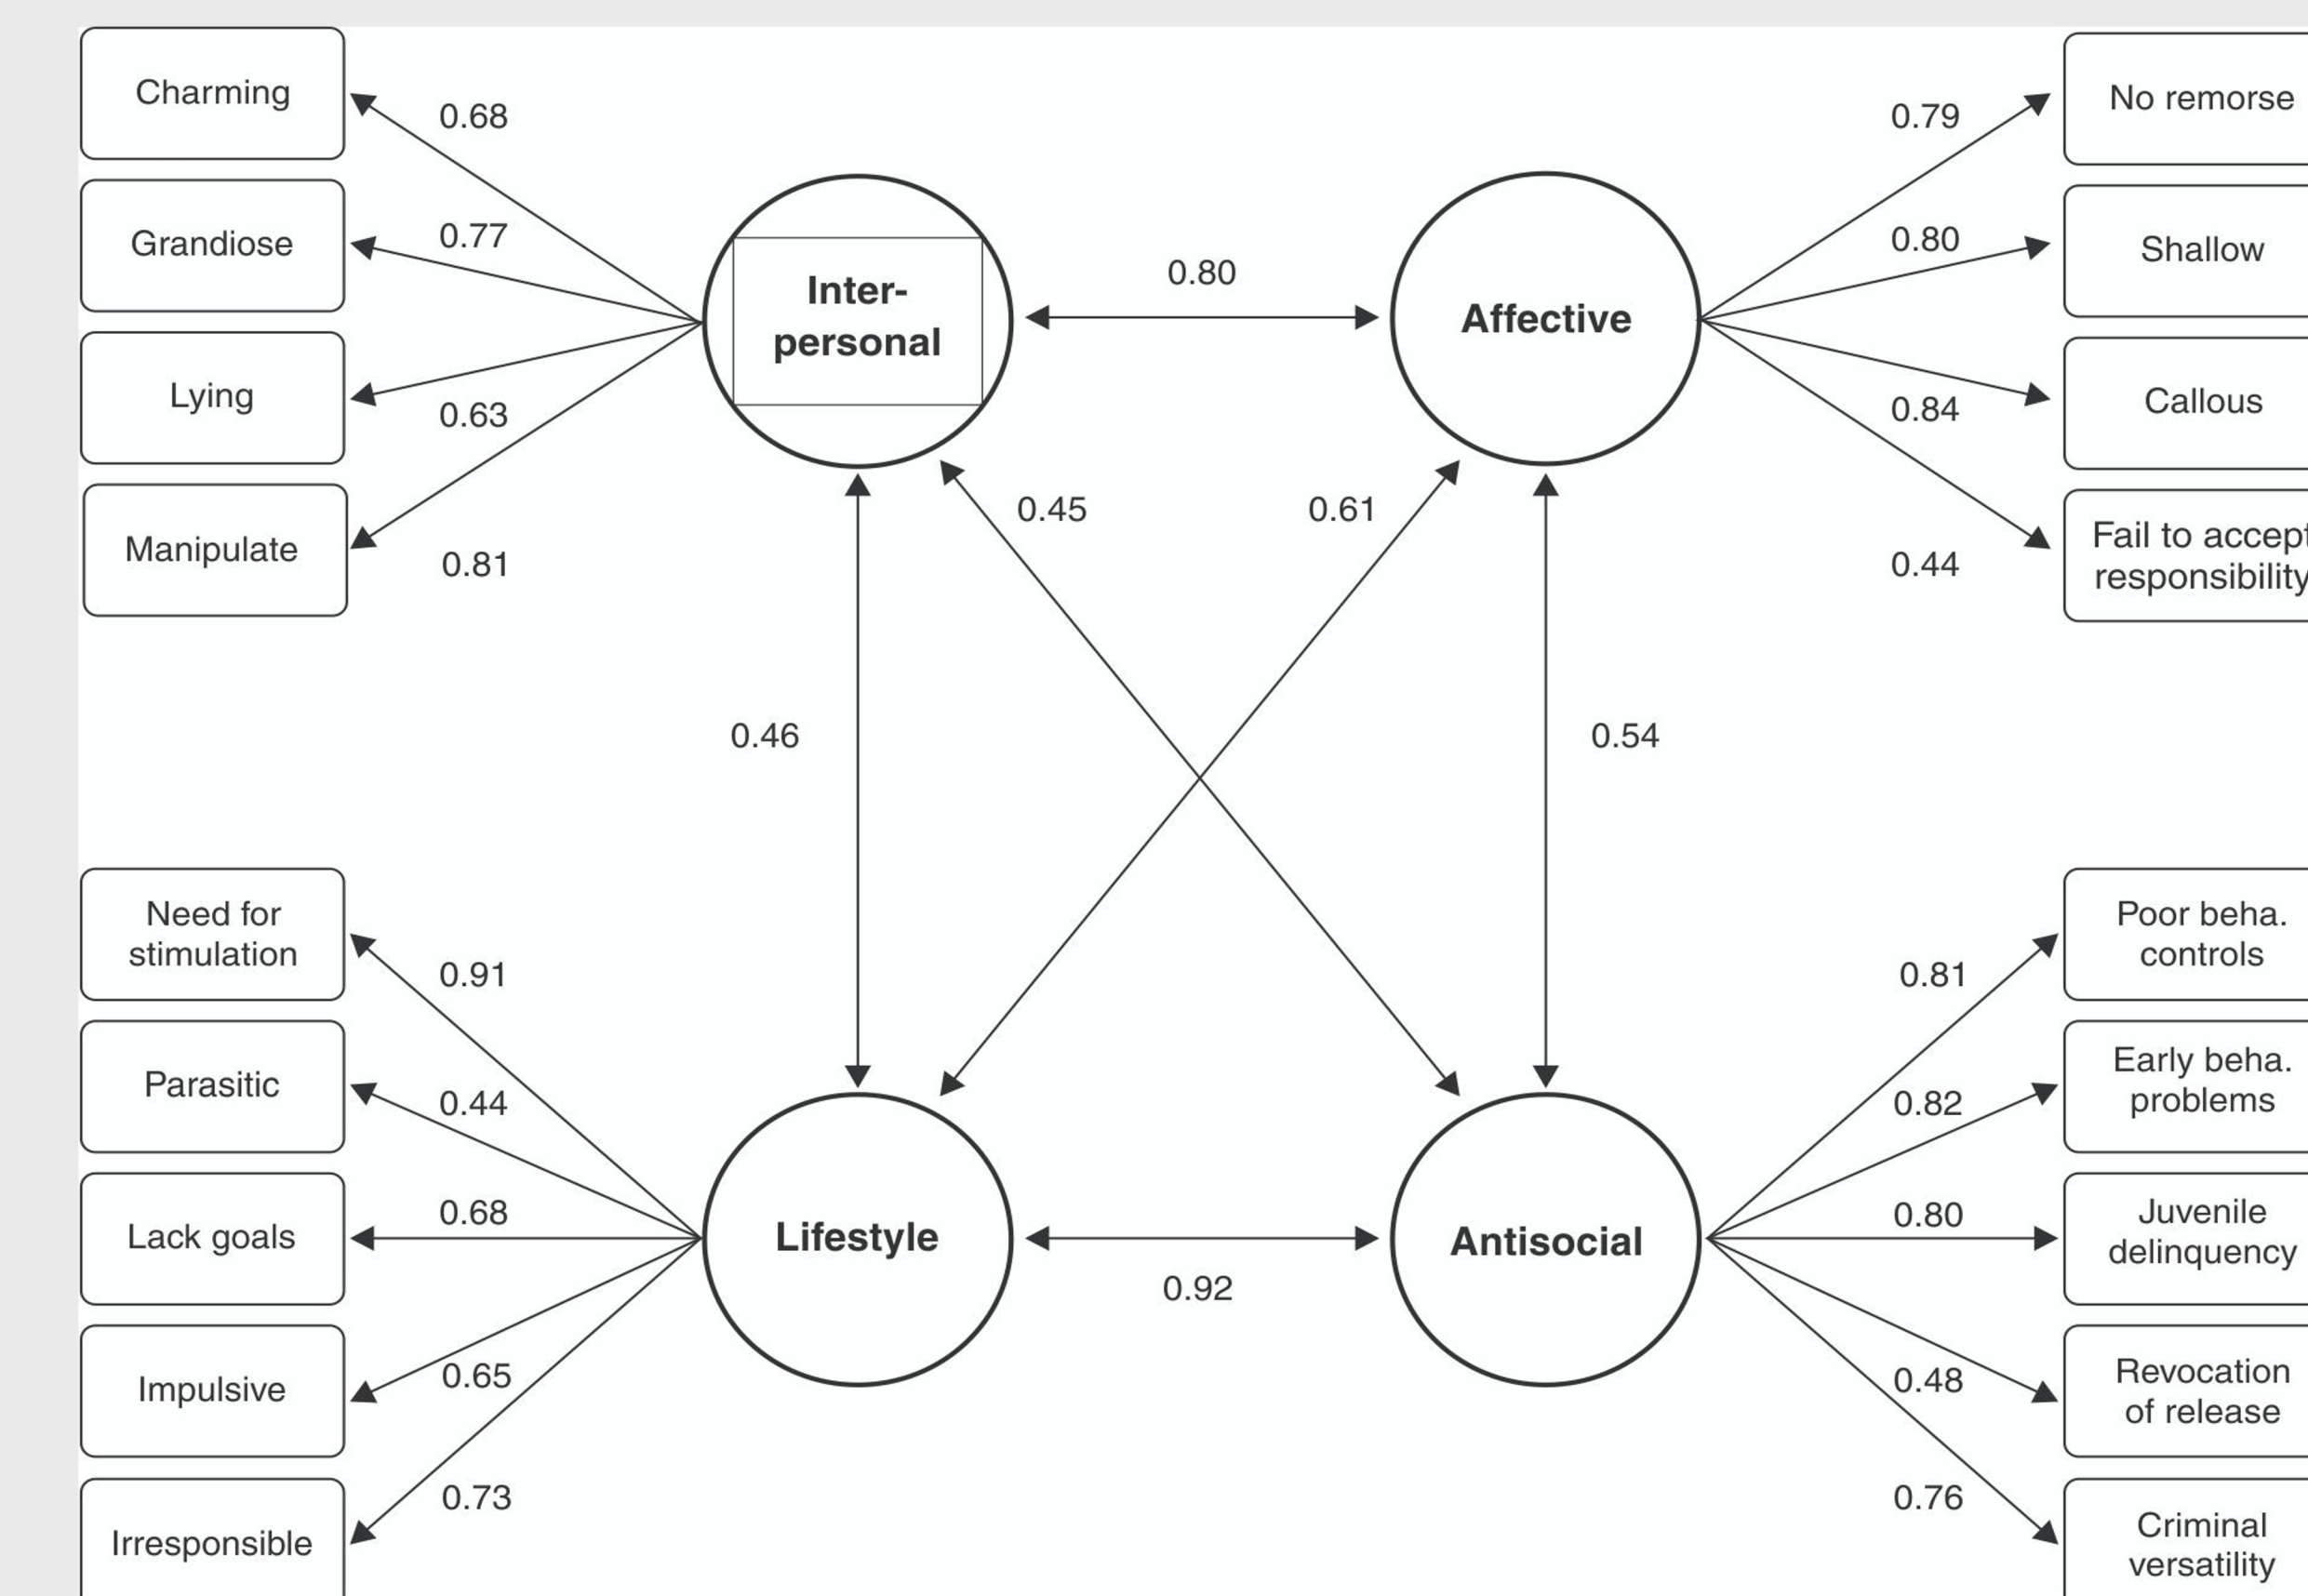 Charming
0.68
0.79
No remorse
Grandiose
0.77
0.80
Shallow
Inter-
personal
0.80
Affective
Lying
0.63
0.84
Callous
Manipulate
0.81
0.45
0.61
0.44
Fail to accept
responsibility
0.46
0.54
Need for
stimulation
0.91
0.81
Poor beha.
controls
Parasitic
0.44
0.82
Early beha.
problems
Lack goals
0.68
Lifestyle
0.92
Antisocial
0.80
Juvenile
delinquency
Impulsive
0.65
0.48
Revocation
of release
Irresponsible
0.73
0.76
Criminal
versatility